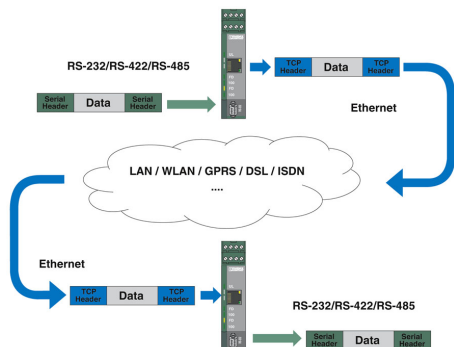 RS-232/RS-422/RS-485
Serial
Header
Data
Serial
Header
TCP
Header
Data
TCP
Header
Ethernet
LAN / WLAN / GPRS / DSL / ISDN
....
Ethernet
TCP
Header
Data
TCP
Header
RS-232/RS-422/RS-485
Serial
Header
Data
Serial
Header